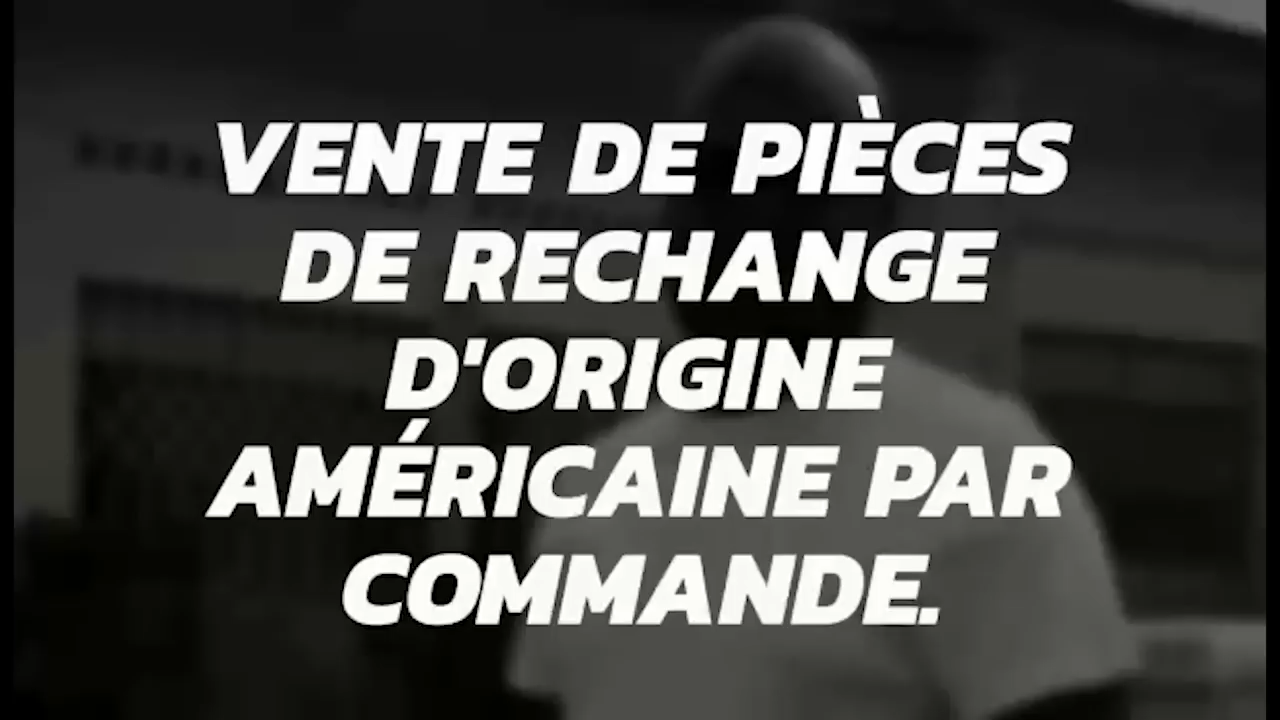 VENTE DE PIÈCES
DE RECHANGE
D'ORIGINE
AMÉRICAINE PAR
COMMANDE.